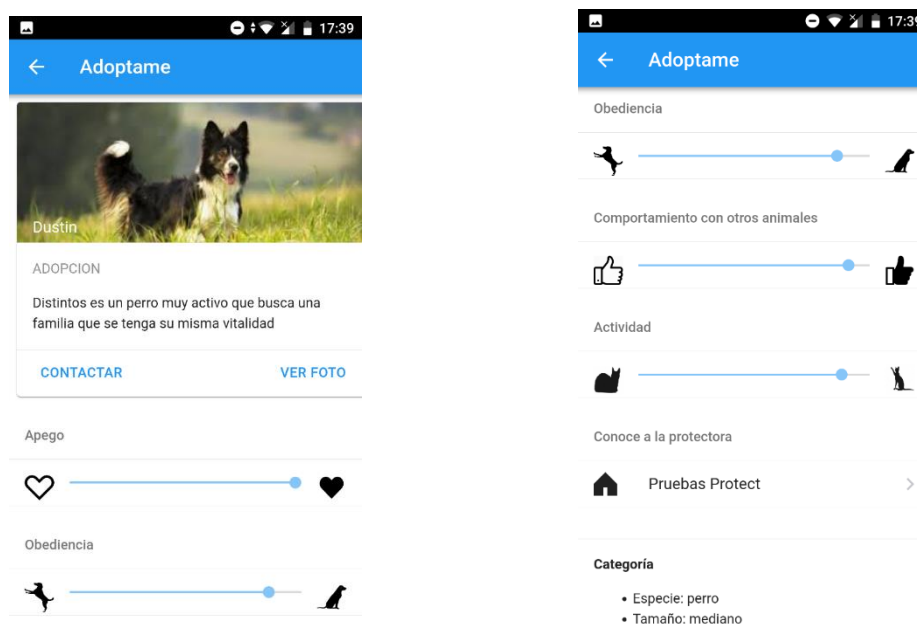 17:39
Adoptame
Dustin
ADOPCION
Distintos es un perro muy activo que busca una
familia que se tenga su misma vitalidad
CONTACTAR
VER FOTO
Apego
Obediencia
17:39
Adoptame
Obediencia
Comportamiento con otros animales
Actividad
Conoce a la protectora
Pruebas Protect
Categoría
• Especie: perro
• Tamaño: mediano